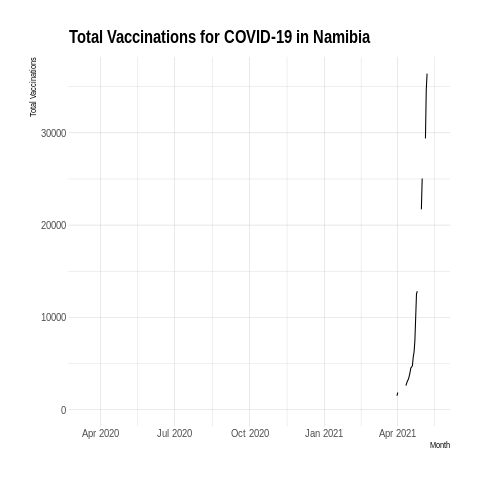 Total Vaccinations for COVID-19 in Namibia
Total Vaccinations
30000
20000
10000
0
Apr 2020 Jul 2020 Oct 2020 Jan 2021 Apr 2021
Month